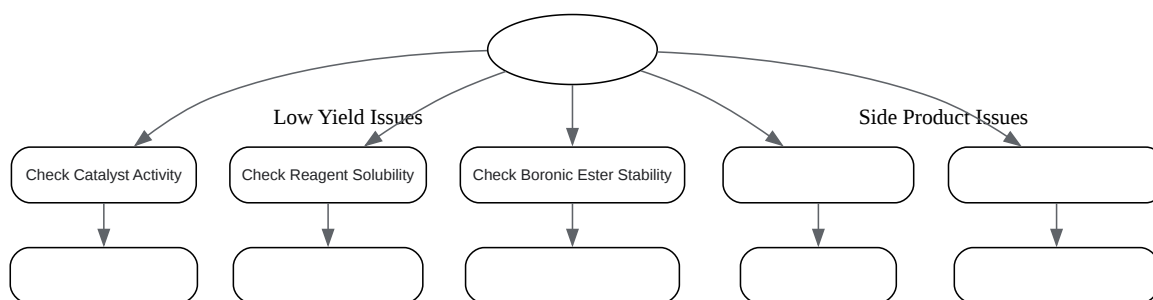 Low Yield Issues
Side Product Issues
Check Catalyst Activity
Check Reagent Solubility
Check Boronic Ester Stability